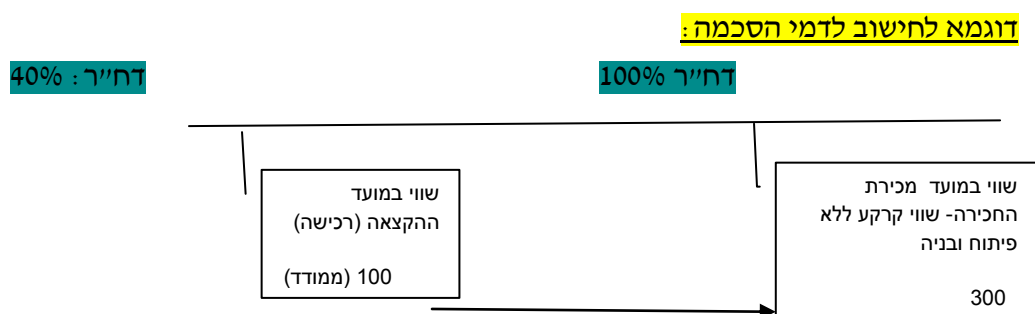 דוגמא לחישוב לדמי הסכמה:
דח״ר 100%
דח״ר: 40%
שווי במועד מכירת
החכירה- שווי קרקע ללא
פיתוח ובניה
300
שווי במועד
ההקצאה (רכישה)
100 (ממודד)